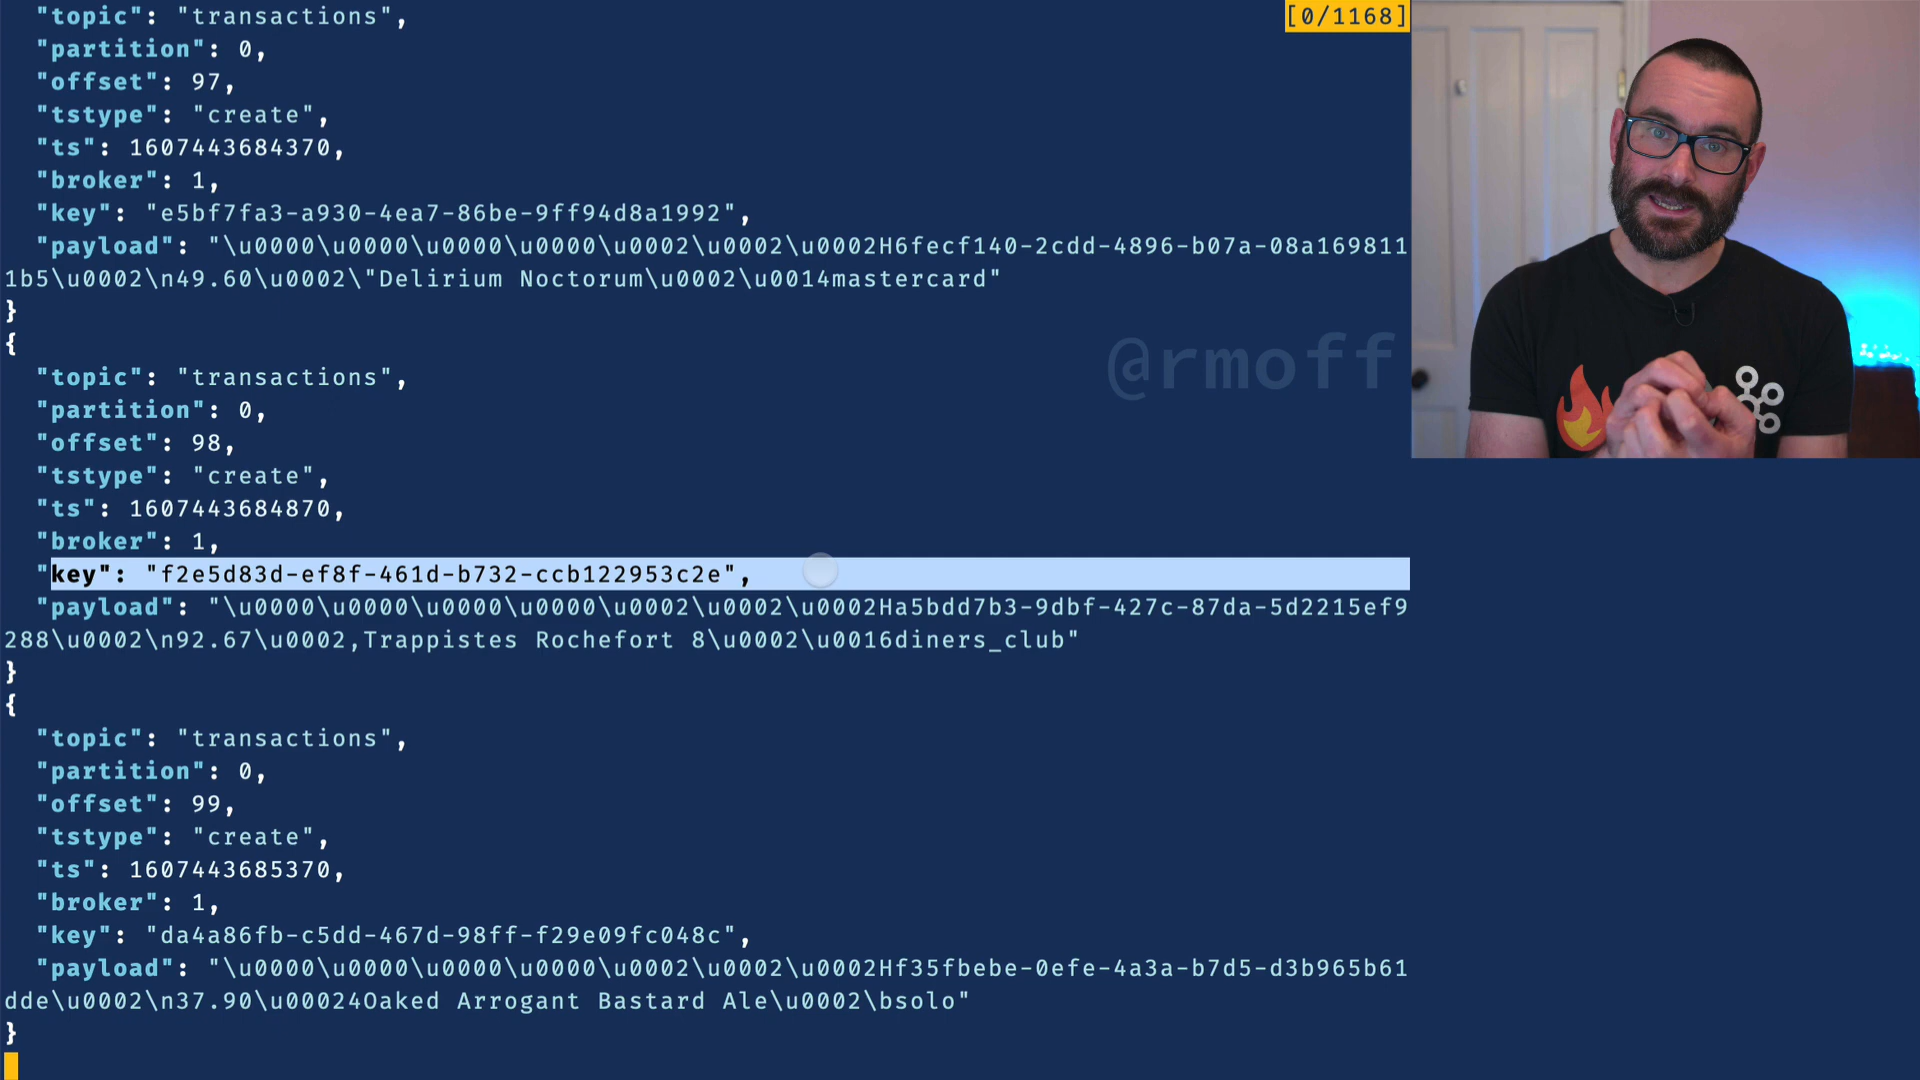 "topic": "transactions",
[0/1168]
"partition": 0,
"offset": 97,
"tstype": "create",
"ts": 1607443684370,
"broker": 1,
"key": "e5bf7fa3-a930-4ea7-86be-9ff94d8a1992",
"payload": "\u0000\u0000\u0000\u0000\u0002\u0002\u0002H6fecf140-2cdd-4896-b07a-08a169811
1b5\u0002\n49.60\u0002\"Delirium Noctorum\u0002\u0014mastercard"
}
{
@rmoff
"topic": "transactions",
"partition": 0,
"offset": 98,
"tstype": "create",
"ts": 1607443684870,
"broker": 1,
"key": "f2e5d83d-ef8f-461d-b732-ccb122953c2e",
"payload": "\u0000\u0000\u0000\u0000\u0002\u0002\u0002Ha5bdd7b3-9dbf-427c-87da-5d2215ef9
288\u0002\n92.67\u0002,Trappistes Rochefort 8\u0002\u0016diners_club"
}
{
"topic": "transactions",
"partition": 0,
"offset": 99,
"tstype": "create",
"ts": 1607443685370,
"broker": 1,
"key": "da4a86fb-c5dd-467d-98ff-f29e09fc048c",
"payload": "\u0000\u0000\u0000\u0000\u0002\u0002\u0002Hf35fbebe-0efe-4a3a-b7d5-d3b965b61
dde\u0002\n37.90\u00024Oaked Arrogant Bastard Ale\u0002\bsolo"
}